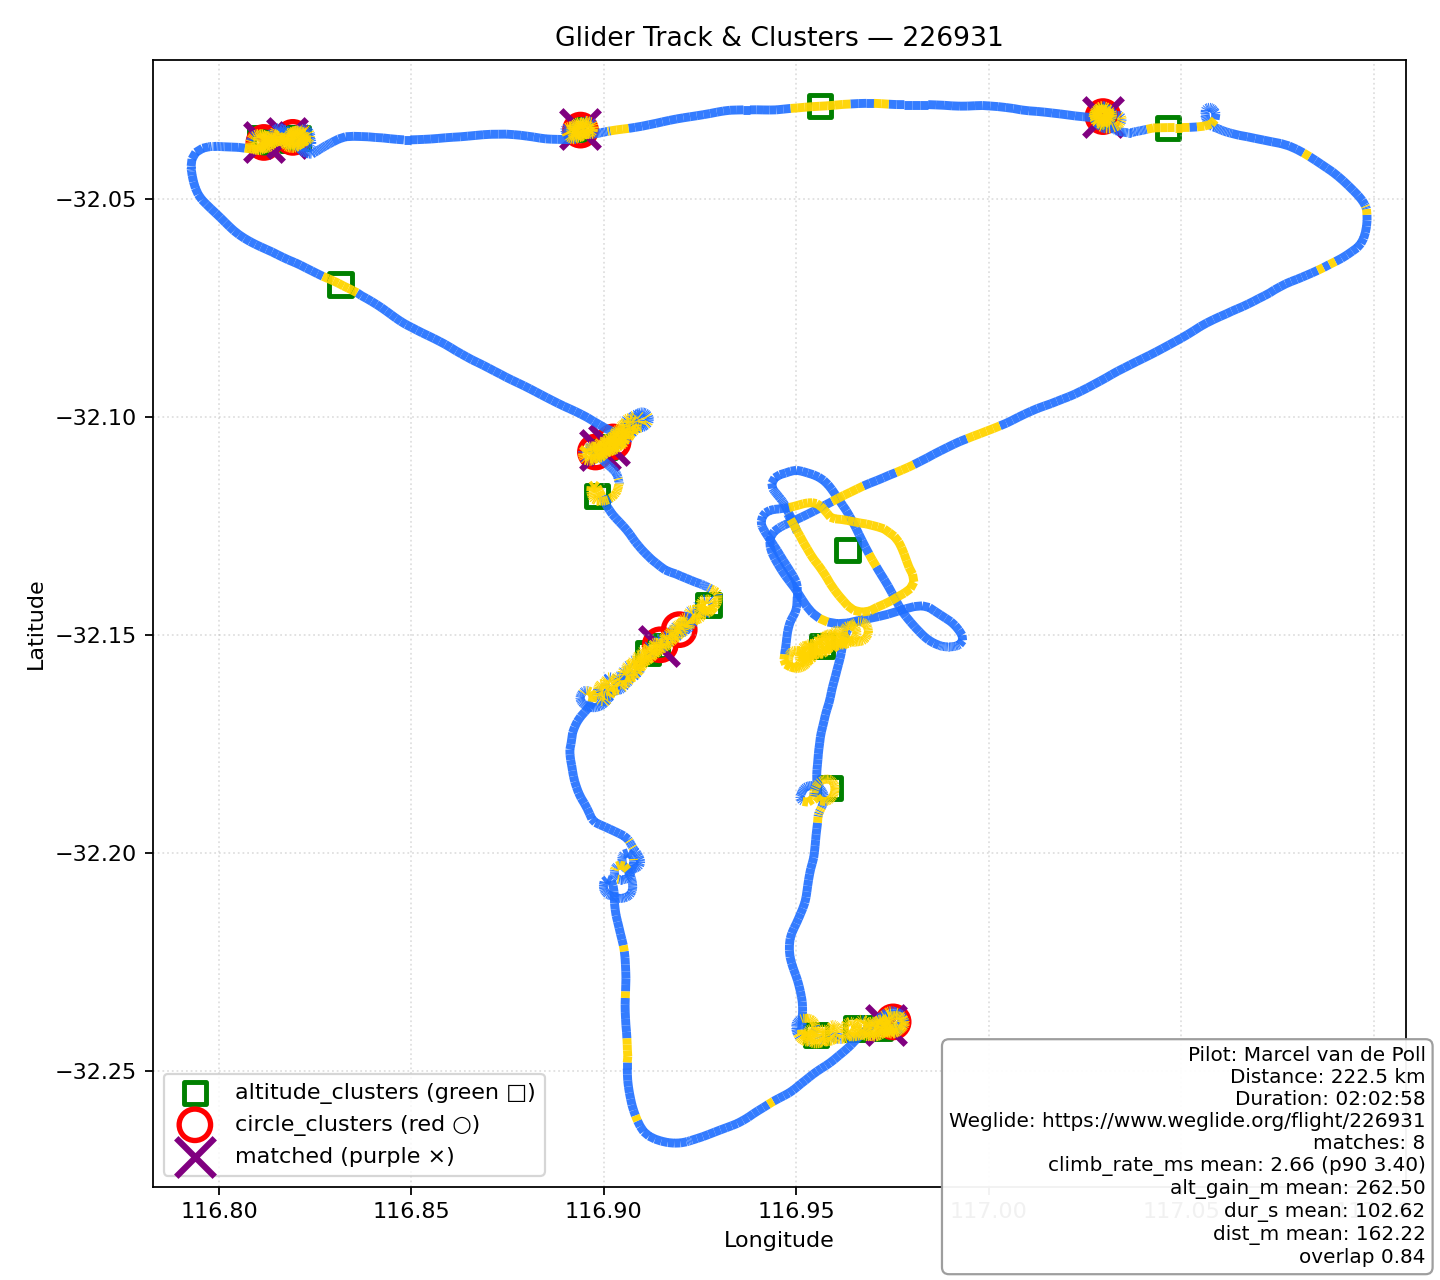 Glider Track & Clusters — 226931
Latitude
−32.05
−32.10
−32.15
−32.20
−32.25
altitude_clusters (green □)
circle_clusters (red ○)
matched (purple ×)
116.80
116.85
116.90
116.95
117.00
117.05
Longitude
Pilot: Marcel van de Poll
Distance: 222.5 km
Duration: 02:02:58
Weglide: https://www.weglide.org/flight/226931
matches: 8
climb_rate_ms mean: 2.66 (p90 3.40)
alt_gain_m mean: 262.50
dur_s mean: 102.62
dist_m mean: 162.22
overlap 0.84